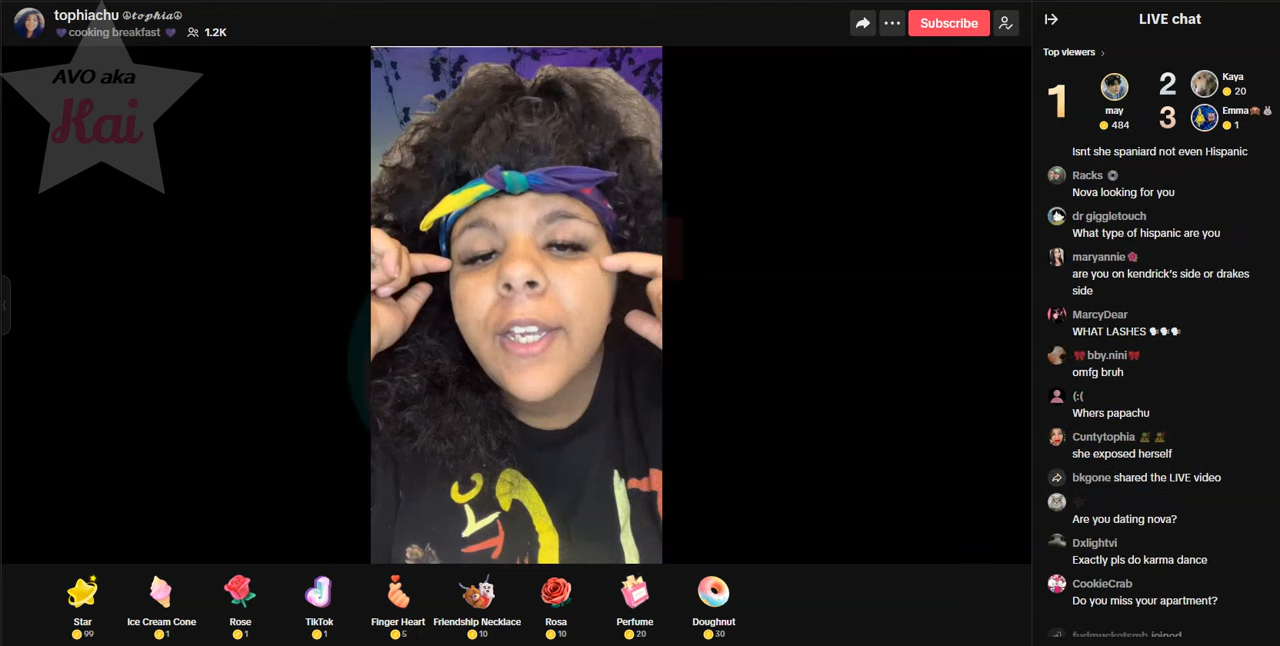 tophiachu ☮𝓽𝓸𝓹𝓱𝓲𝓪☮
💜cooking breakfast 💜 1.2K
Subscribe
AVO aka
Kai
LIVE chat
Top viewers
1
may
484
2
Kaya
20
3
Emma🙈🐰
1
Isnt she spaniard not even Hispanic
Racks
Nova looking for you
dr giggletouch
What type of hispanic are you
maryannie🌺
are you on kendrick's side or drakes
side
MarcyDear
WHAT LASHES 🗣🗣🗣
🎀bby.nini🎀
omfg bruh
(:(
Whers papachu
Cuntytophia
she exposed herself
bkgone shared the LIVE video
Are you dating nova?
Dxlightvi
Exactly pls do karma dance
CookieCrab
Do you miss your apartment?
joined
Star
99
Ice Cream Cone
1
Rose
1
TikTok
1
Finger Heart
5
Friendship Necklace
10
Rosa
10
Perfume
20
Doughnut
30